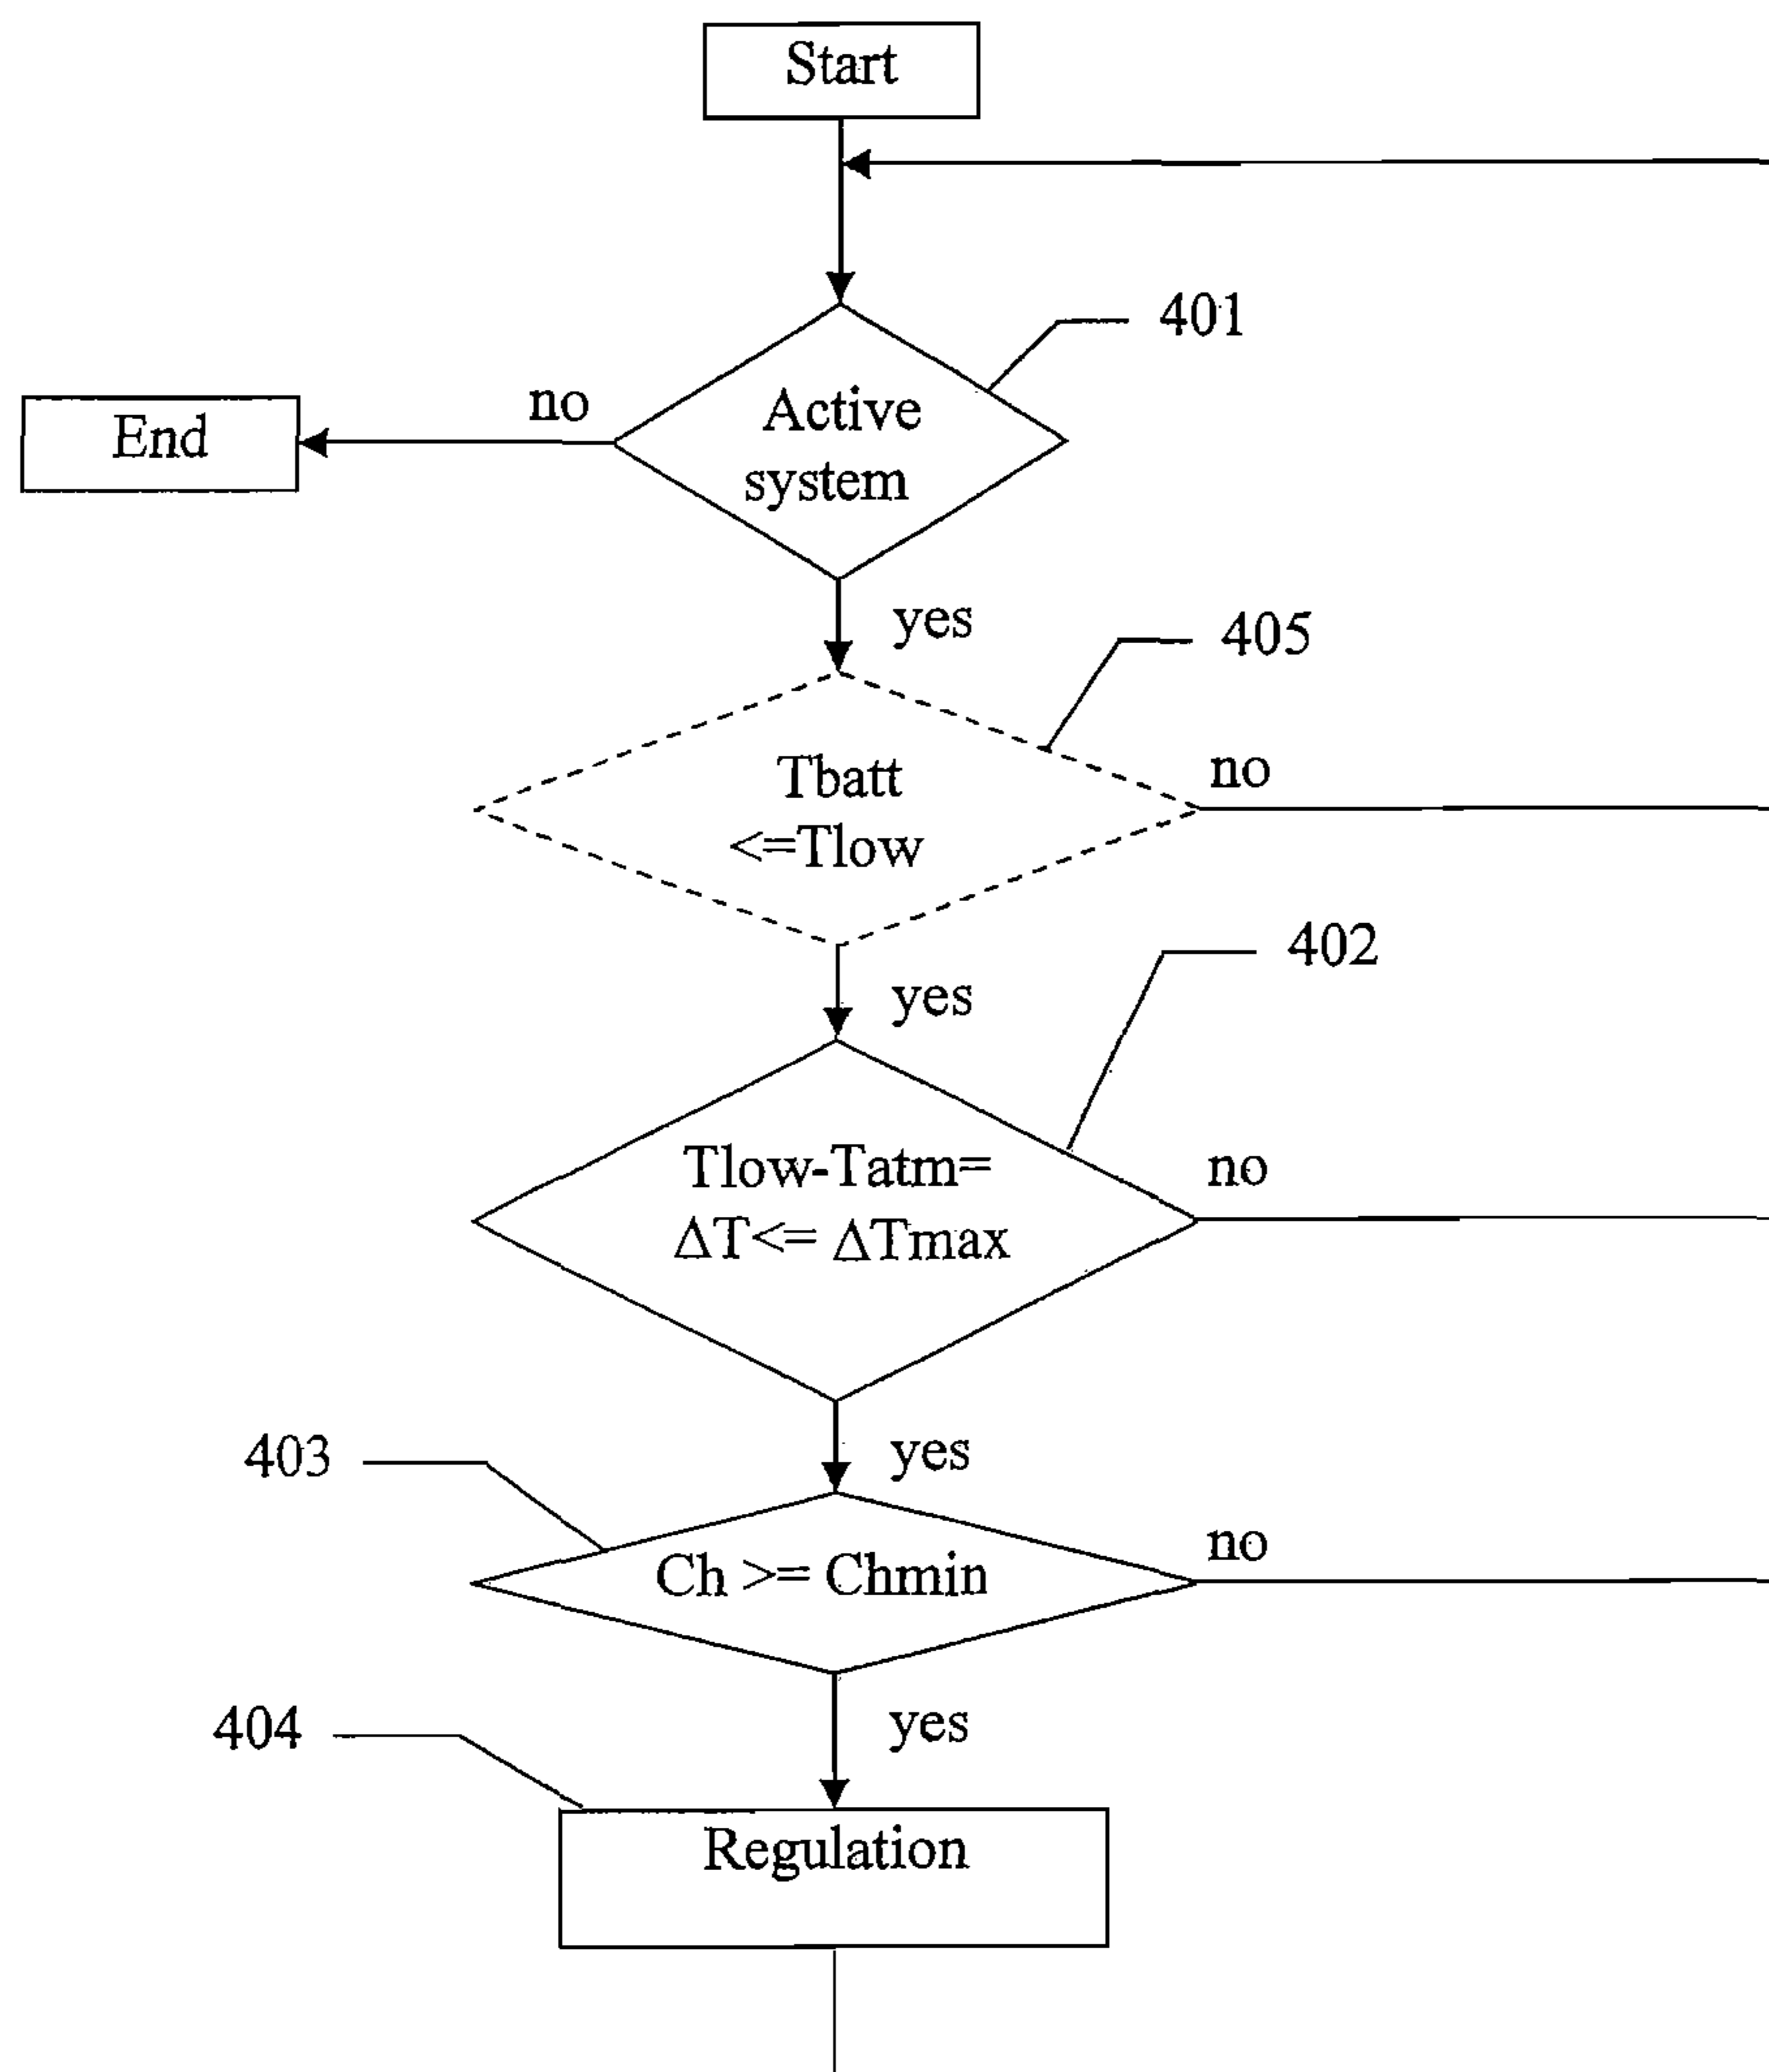 Start
401
no
Active
system
End
yes
405
Tbatt
<=Tlow
no
402
yes
Tlow-Tatm=
ΔT<= ΔTmax
no
403
yes
Ch >= Chmin
no
404
yes
Regulation